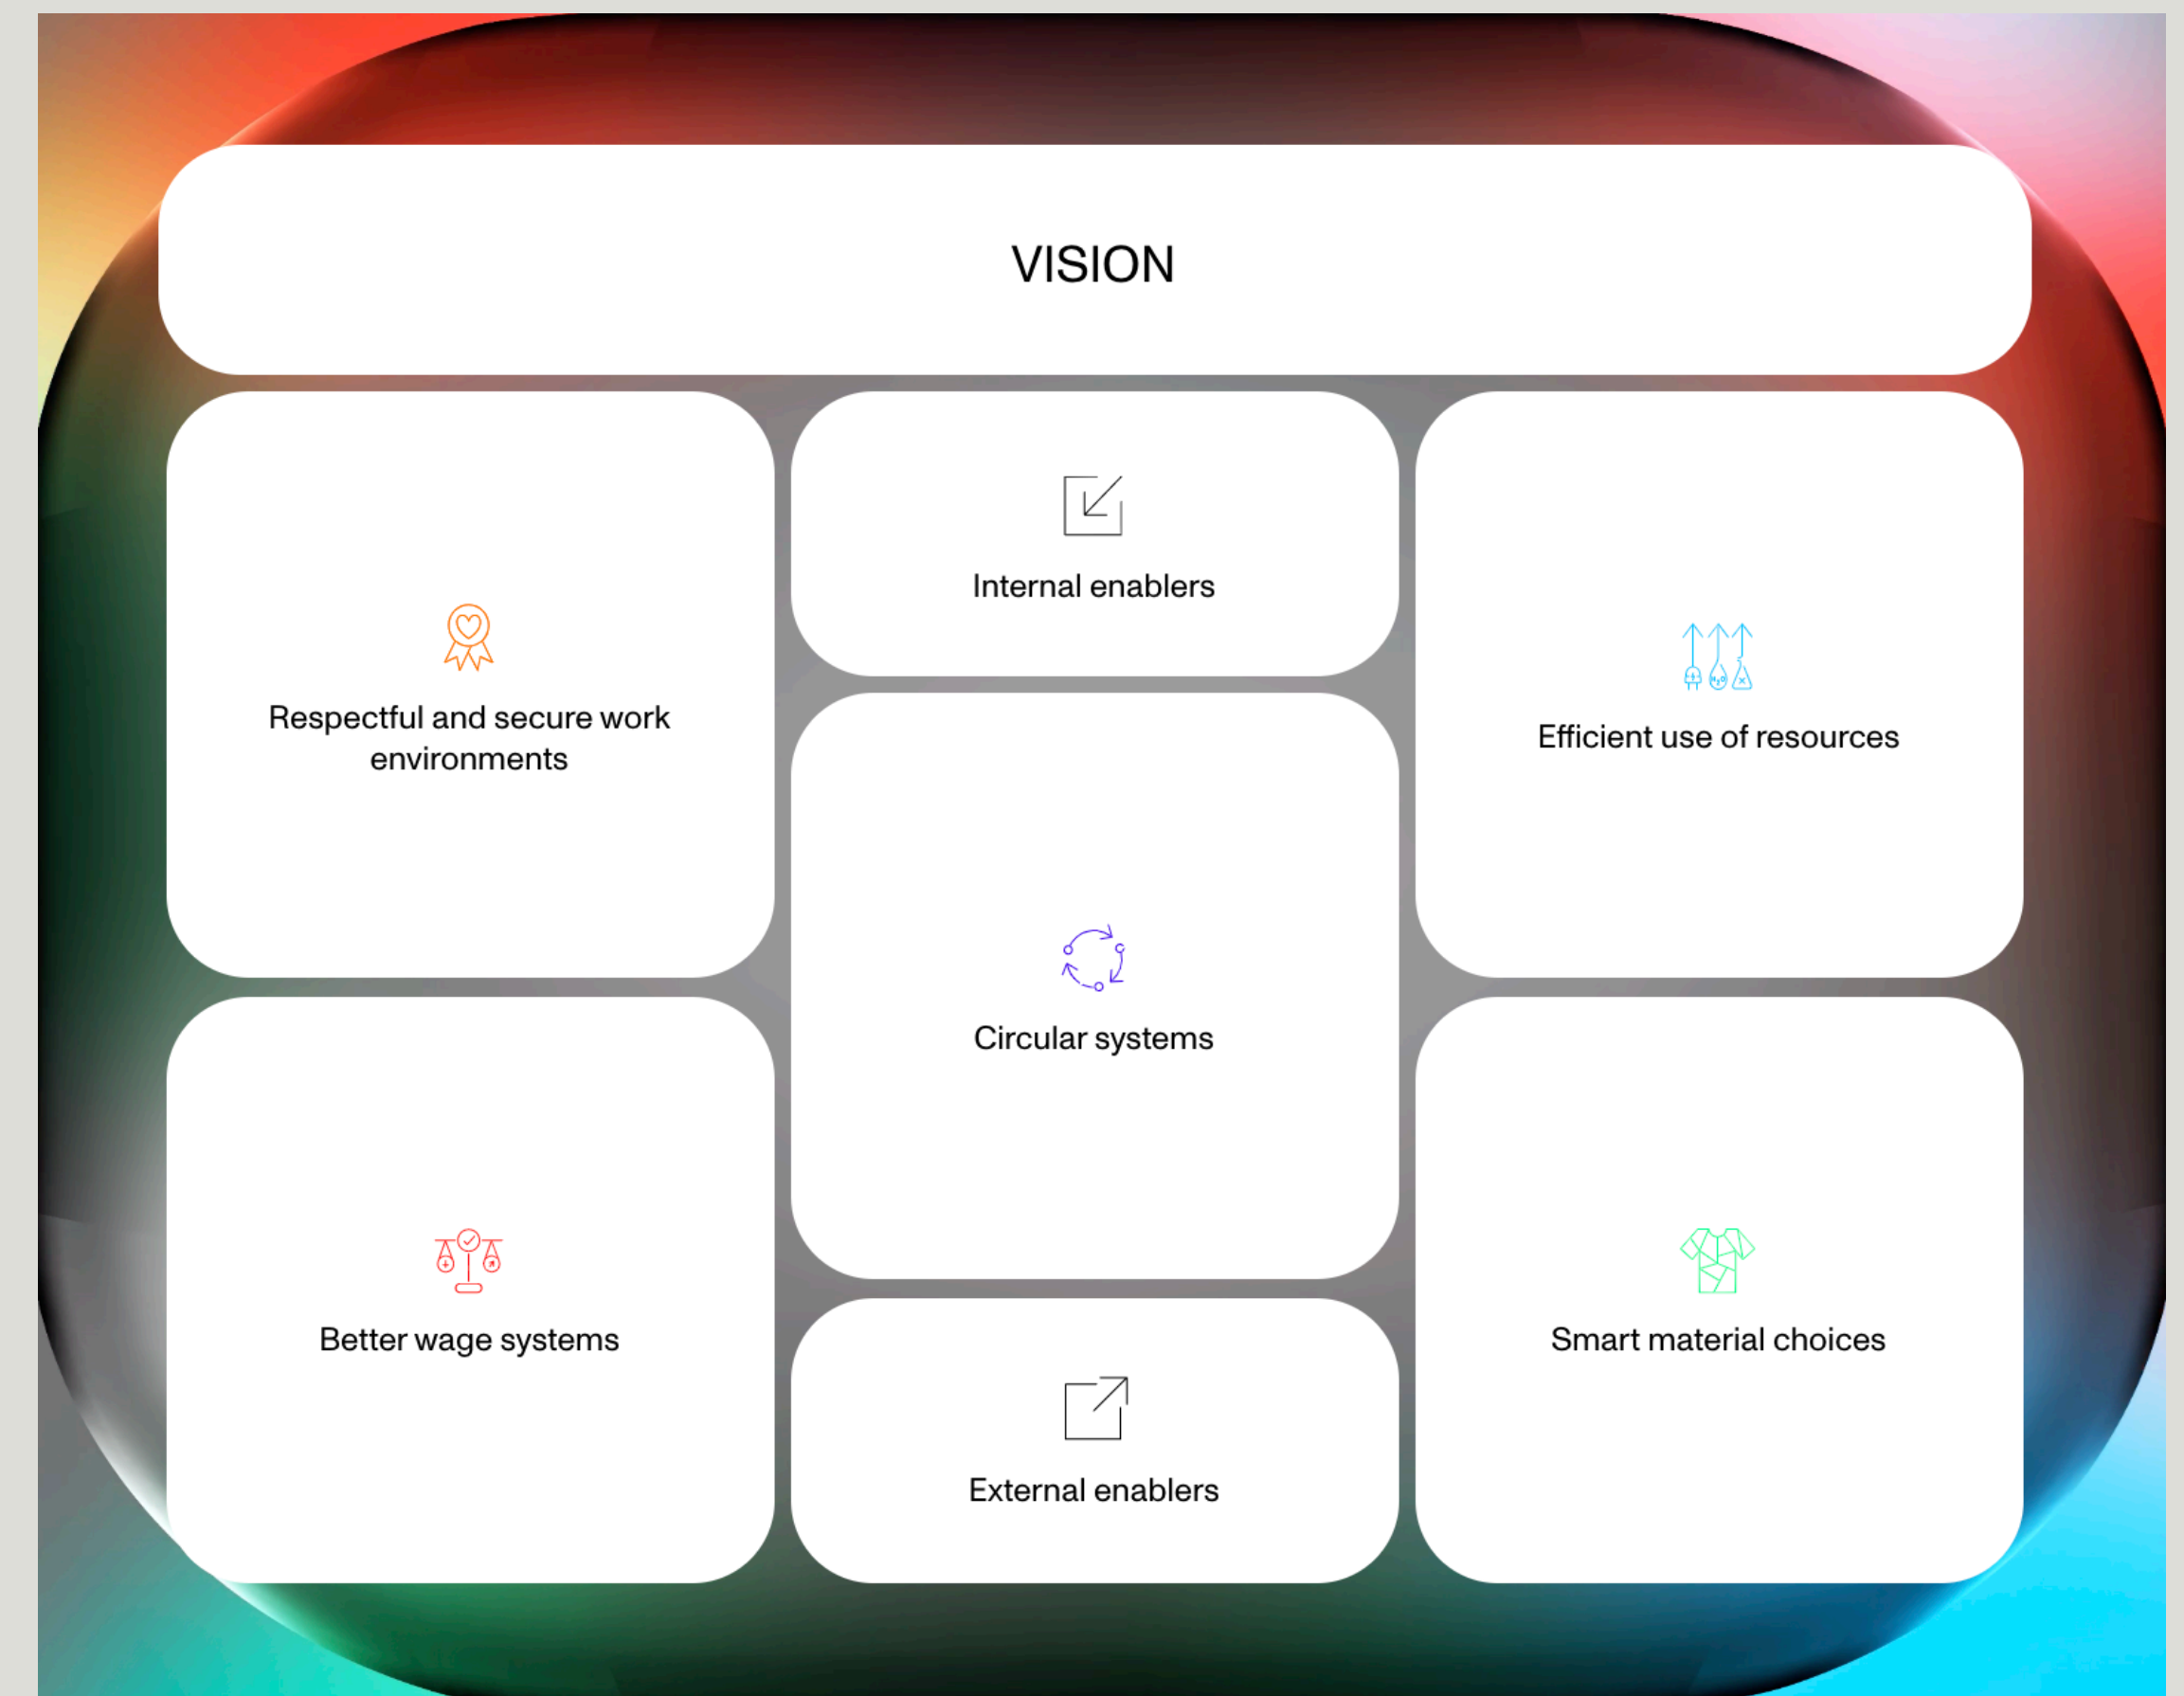 VISION
Respectful and secure work
environments
Internal enablers
Efficient use of resources
Circular systems
Better wage systems
Smart material choices
External enablers